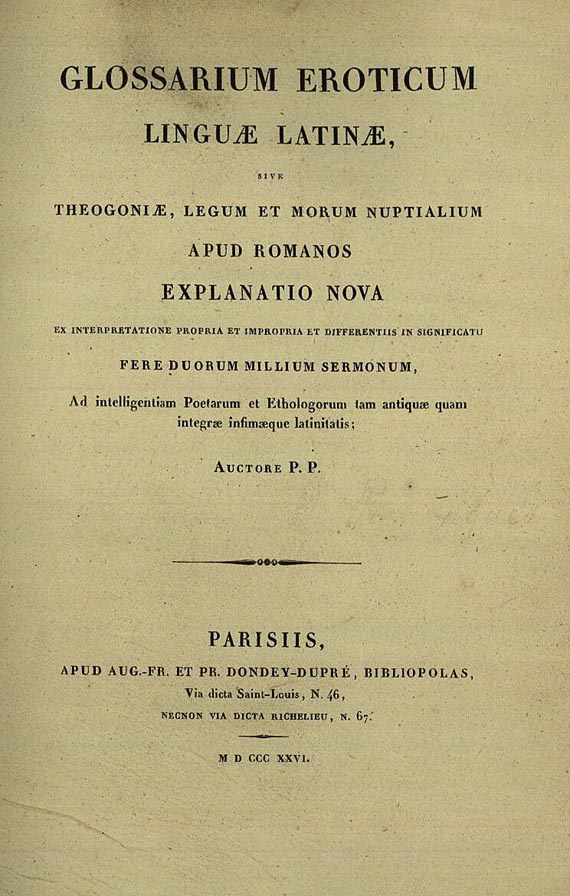 GLOSSARIUM EROTICUM
LINGUÆ LATINÆ,
SIVE
THEOGONIÆ, LEGUM ET MORUM NUPTIALIUM
APUD ROMANOS
EXPLANATIO NOVA
EX INTERPRETATIONE PROPRIA ET IMPROPRIA ET DIFFERENTIIS IN SIGNIFICATU
FERE DUORUM MILLIUM SERMONUM,
Ad intelligentiam Poetarum et Ethologorum tam antiquæ quam
integræ infimæque latinitatis;
AUCTORE P. P.
PARISIIS,
APUD AUG.-FR. ET PR. DONDEY-DUPRÉ, BIBLIOPOLAS,
Via dicta Saint-Louis, N. 46,
NECNON VIA DICTA RICHELIEU, N. 67.
M D CCC XXVI.